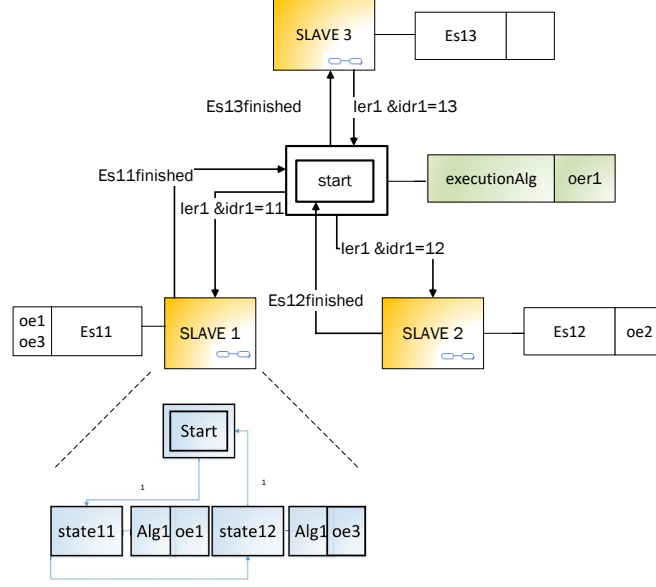 SLAVE 3
Es13
Es13finished
Ier1 &idr1=13
Es11finished
start
executionAlg
oer1
Ier1 &idr1=11
Ier1 &idr1=12
Es12finished
oe1
oe3
Es11
SLAVE 1
SLAVE 2
Es12
oe2
Start
1
1
state11
Alg1
oe1
state12
Alg1
oe3